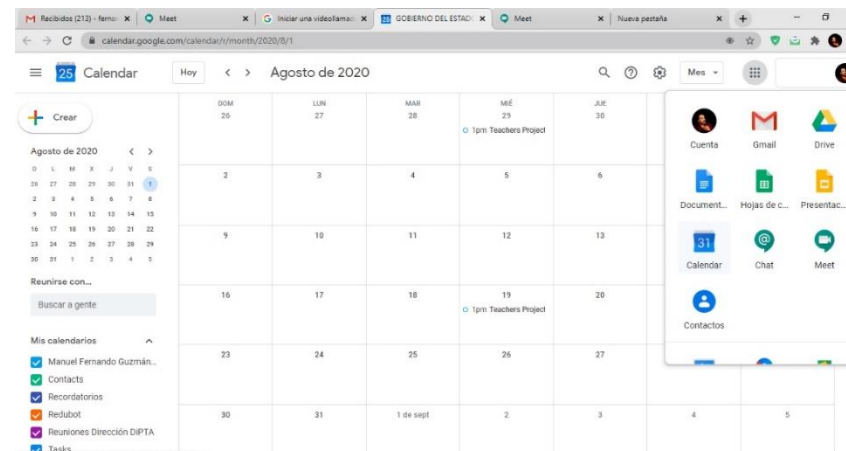 Recibidos (213) - fernan
Meet
Iniciar una videollamad
GOBIERNO DEL ESTADO
Meet
Nueva pestaña
calendar.google.com/calendar/r/month/2020/8/1
25 Calendar
Hoy
Agosto de 2020
Mes
Crear
Agosto de 2020
D L M X J V S
26 27 28 29 30 31 1
2 3 4 5 6 7 8
9 10 11 12 13 14 15
16 17 18 19 20 21 22
23 24 25 26 27 28 29
30 31 1 2 3 4 5
Reunirse con...
Buscar a gente
Mis calendarios
Manuel Fernando Guzmán...
Contacts
Recordatorios
Redubot
Reuniones Dirección DiPTA
Tasks
DOM LUN MAR MIÉ JUE
26 27 28 29 30
1pm Teachers Project
2 3 4 5 6
9 10 11 12 13
16 17 18 19 20
1pm Teachers Project
23 24 25 26 27
30 31 1 de sept 2 3 4 5
Cuenta Gmail Drive
Document... Hojas de c... Presentac...
31
Calendar Chat Meet
Contactos